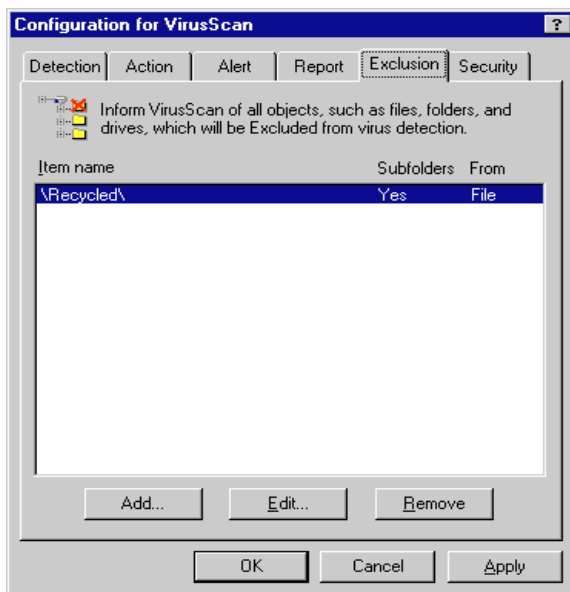 Configuration for VirusScan ?
Detection Action Alert Report Exclusion Security
Inform VirusScan of all objects, such as files, folders, and
drives, which will be Excluded from virus detection.
Item name Subfolders From
\Recycled\ Yes File
Add... Edit... Remove
OK Cancel Apply